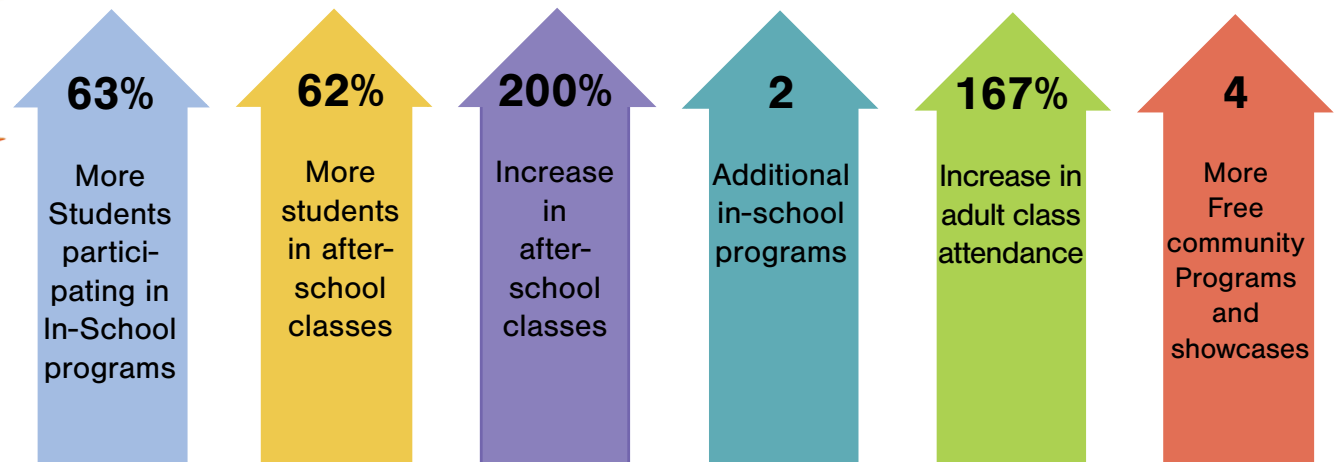 63%
More
Students
partici-
pating in
In-School
programs
62%
More
students
in after-
school
classes
200%
Increase
in
after-
school
classes
2
Additional
in-school
programs
167%
Increase in
adult class
attendance
4
More
Free
community
Programs
and
showcases